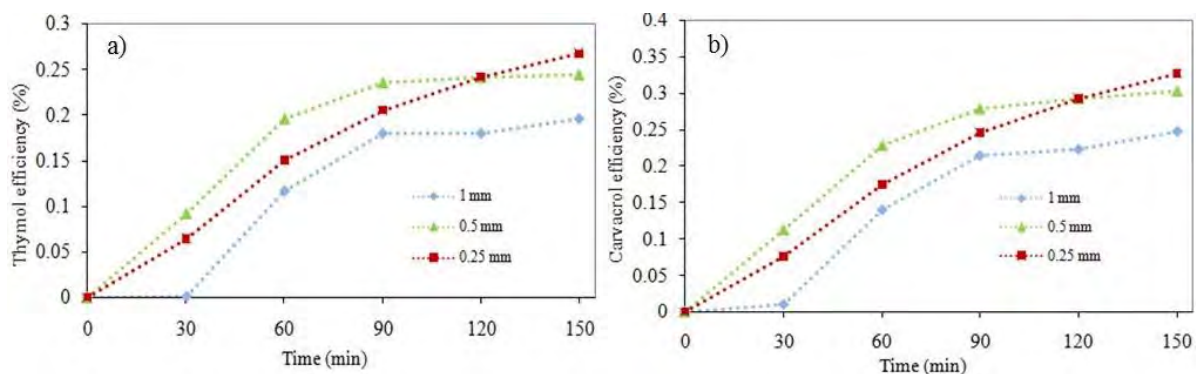 a)
Thymol efficiency (%)
0.3
0.25
0.2
0.15
0.1
0.05
0
1 mm
0.5 mm
0.25 mm
0 30 60 90 120 150
Time (min)
b)
Carvacrol efficiency (%)
0.4
0.35
0.3
0.25
0.2
0.15
0.1
0.05
0
1 mm
0.5 mm
0.25 mm
0 30 60 90 120 150
Time (min)